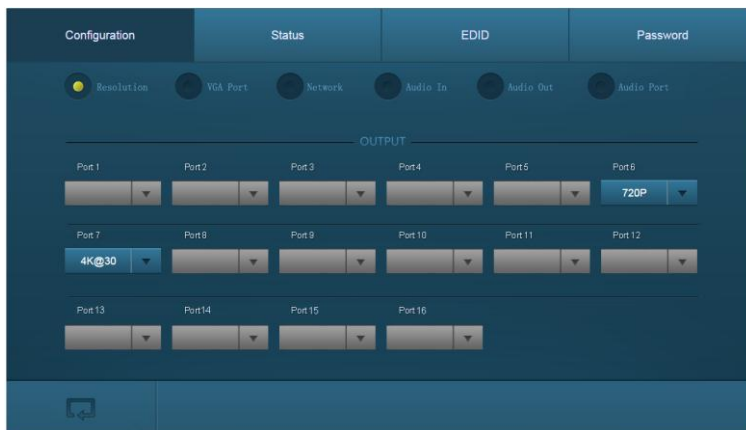 Configuration Status EDID Password
Resolution VGA Port Network Audio In Audio Out Audio Port
OUTPUT
Port 1 Port 2 Port 3 Port 4 Port 5 Port 6
720P
Port 7 Port 8 Port 9 Port 10 Port 11 Port 12
4K@30
Port 13 Port 14 Port 15 Port 16